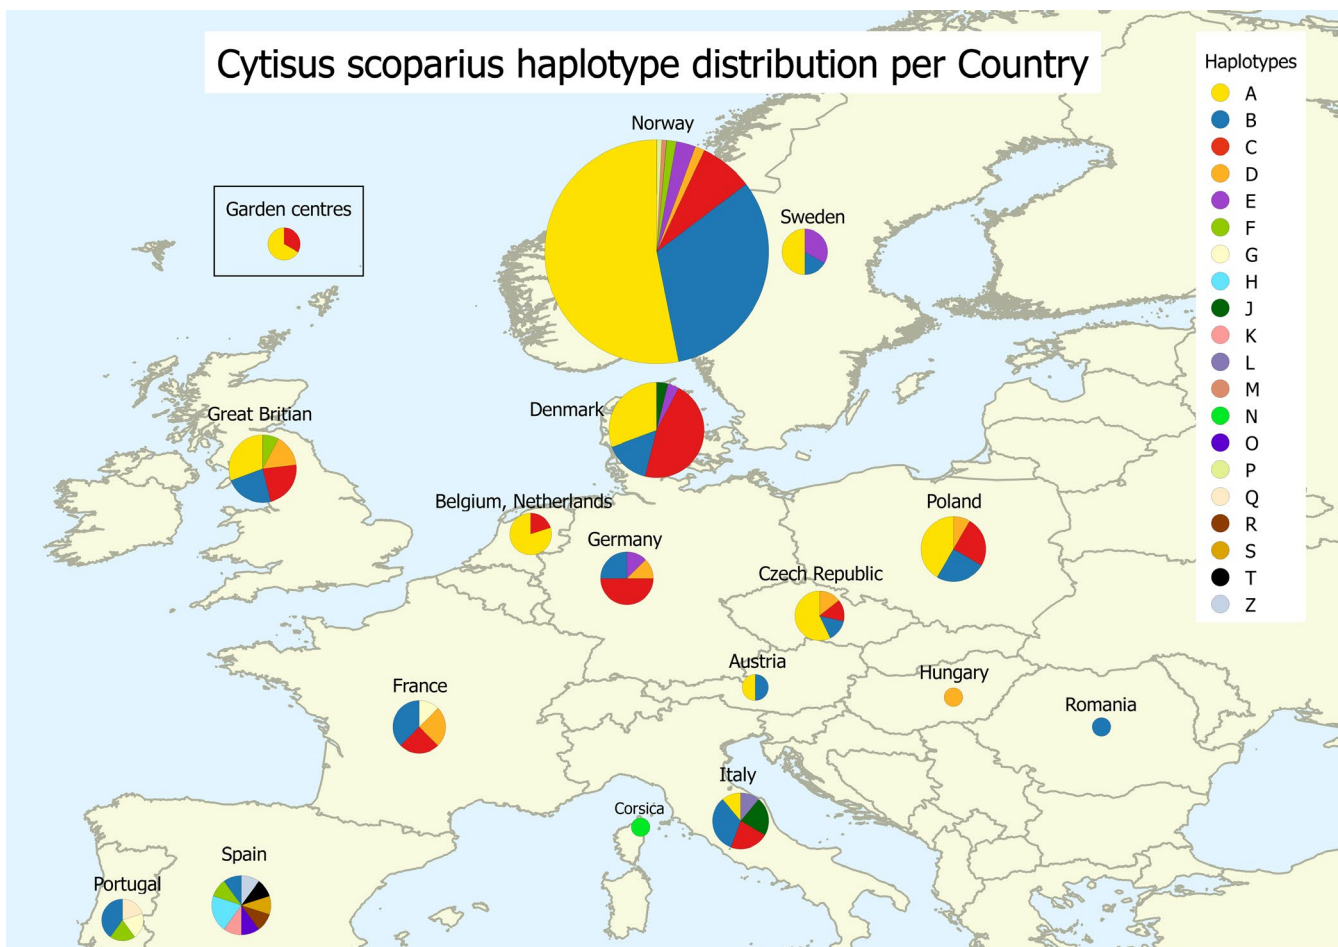 Cytisus scoparius haplotype distribution per Country
Haplotypes
A
B
C
D
E
F
G
H
J
K
L
M
N
O
P
Q
R
S
T
Z
Norway
Garden centres
Sweden
Denmark
Great Britian
Belgium, Netherlands
Germany
Poland
Czech Republic
Austria
Hungary
France
Romania
Italy
Corsica
Spain
Portugal